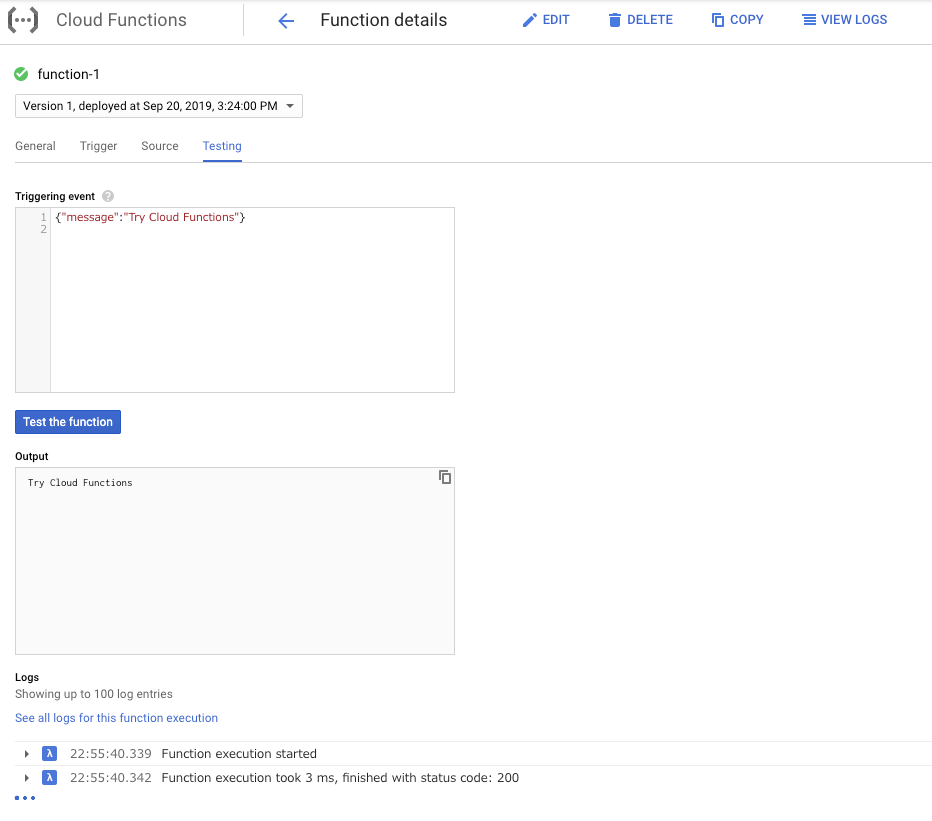 Cloud Functions
Function details
EDIT
DELETE
COPY
VIEW LOGS
function-1
Version 1, deployed at Sep 20, 2019, 3:24:00 PM
General Trigger Source Testing
Triggering event ?
1 {"message":"Try Cloud Functions"}
2
Test the function
Output
Try Cloud Functions
Logs
Showing up to 100 log entries
See all logs for this function execution
λ 22:55:40.339 Function execution started
λ 22:55:40.342 Function execution took 3 ms, finished with status code: 200